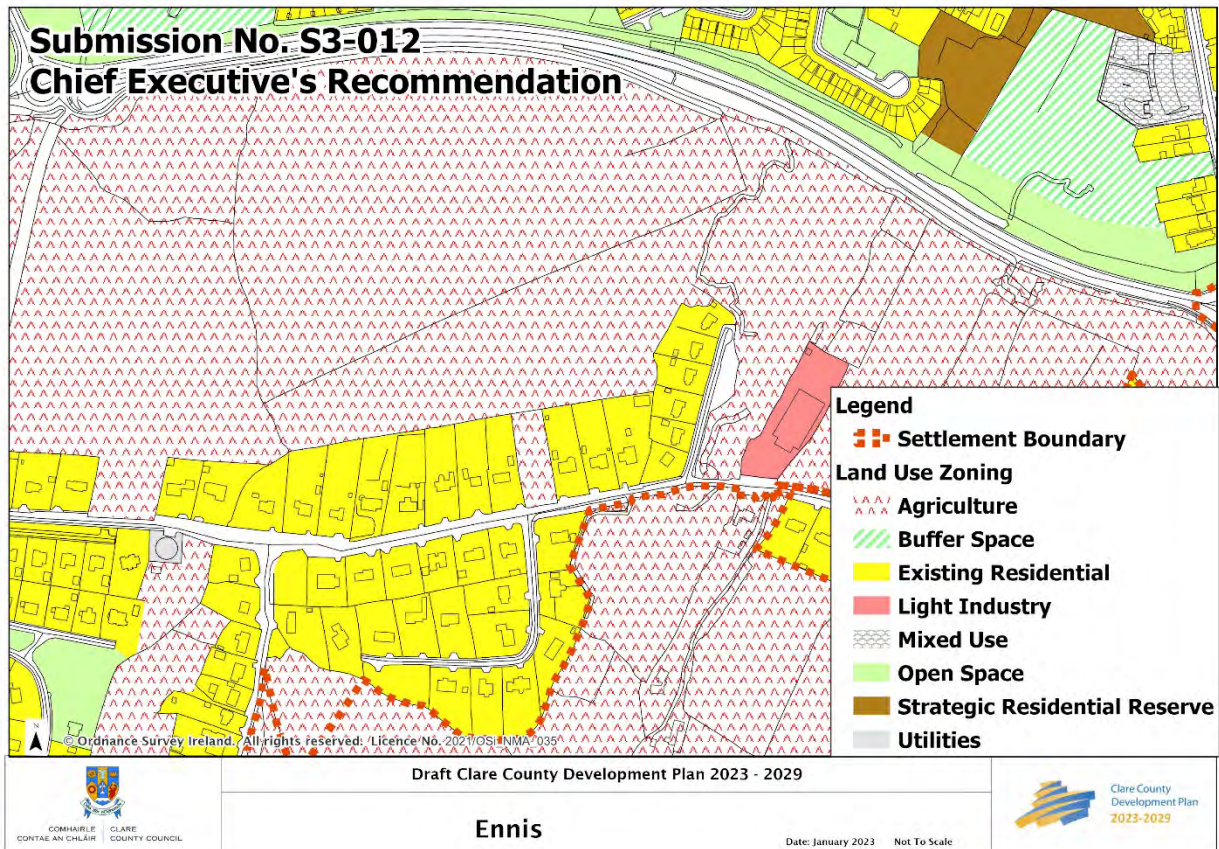 Submission No. S3-012
Chief Executive's Recommendation
Legend
Settlement Boundary
Land Use Zoning
Agriculture
Buffer Space
Existing Residential
Light Industry
Mixed Use
Open Space
Strategic Residential Reserve
Utilities
N
© Ordnance Survey Ireland. All rights reserved. Licence No. 2021/OSi_NMA_035
COMHAIRLE CONTAE AN CHLÁIR
CLARE COUNTY COUNCIL
Draft Clare County Development Plan 2023 - 2029
Ennis
Date: January 2023 Not To Scale
Clare County
Development Plan
2023-2029